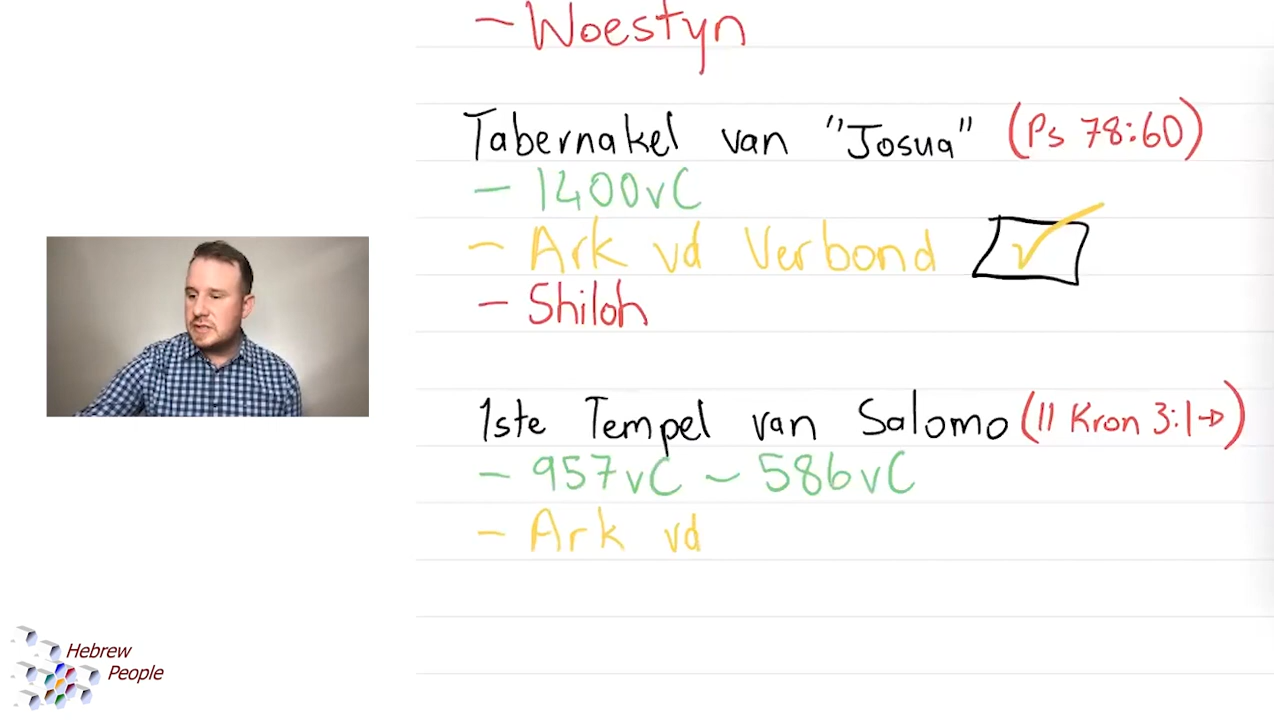 - Woestyn
Tabernakel van "Josua" (Ps 78:60)
- 1400vC
- Ark vd Verbond
- Shiloh
1ste Tempel van Salomo (II Kron 3:1→)
- 957vC - 586vC
- Ark vd
Hebrew
People